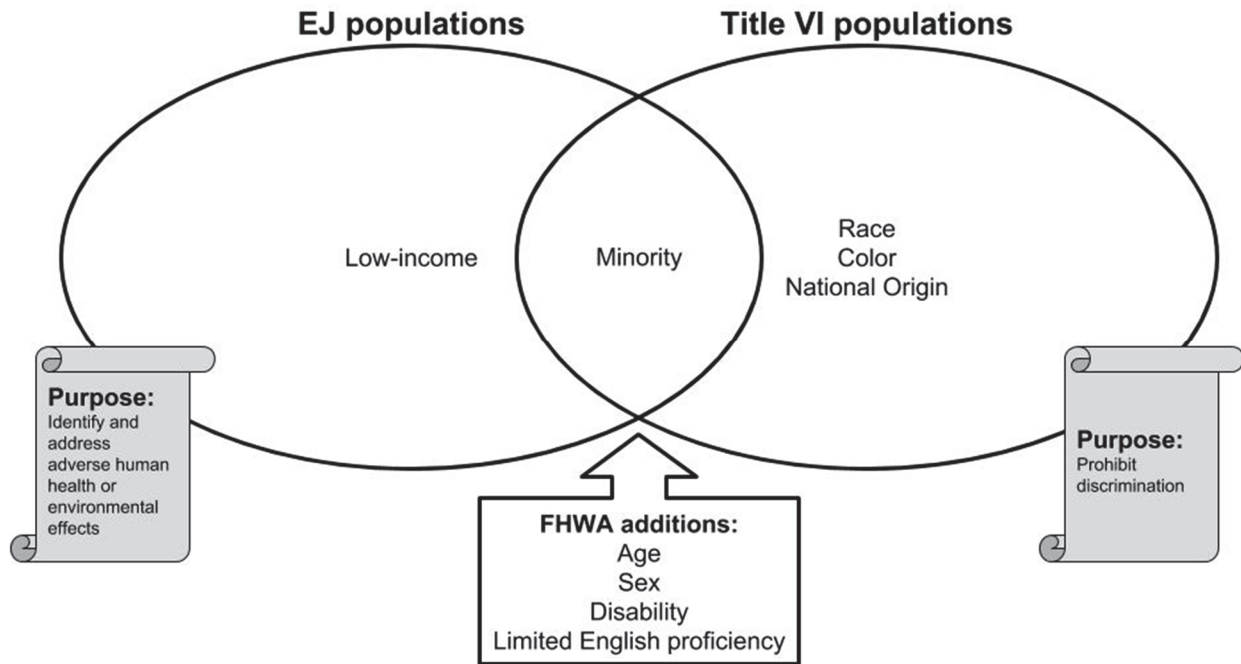 EJ populations
Title VI populations
Low-income
Minority
Race
Color
National Origin
Purpose:
Identify and
address
adverse human
health or
environmental
effects
Purpose:
Prohibit
discrimination
FHWA additions:
Age
Sex
Disability
Limited English proficiency